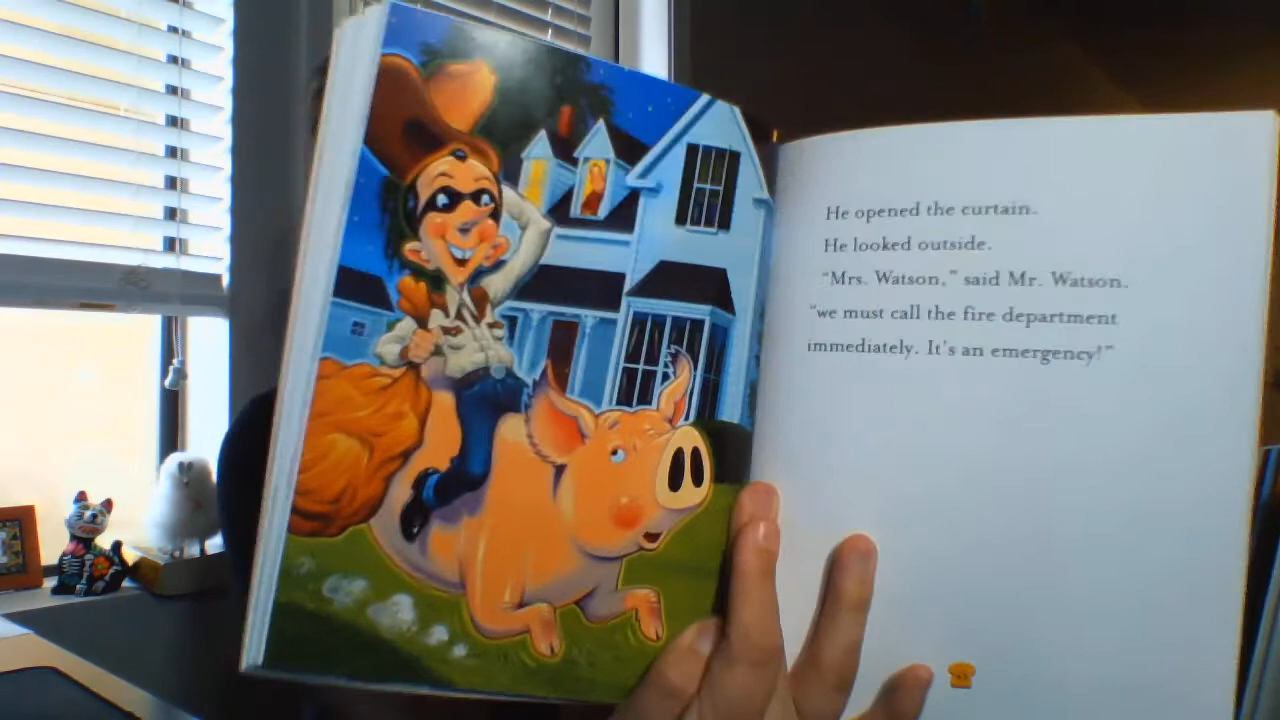 He opened the curtain.
He looked outside.
“Mrs. Watson,” said Mr. Watson.
“we must call the fire department
immediately. It’s an emergency!”